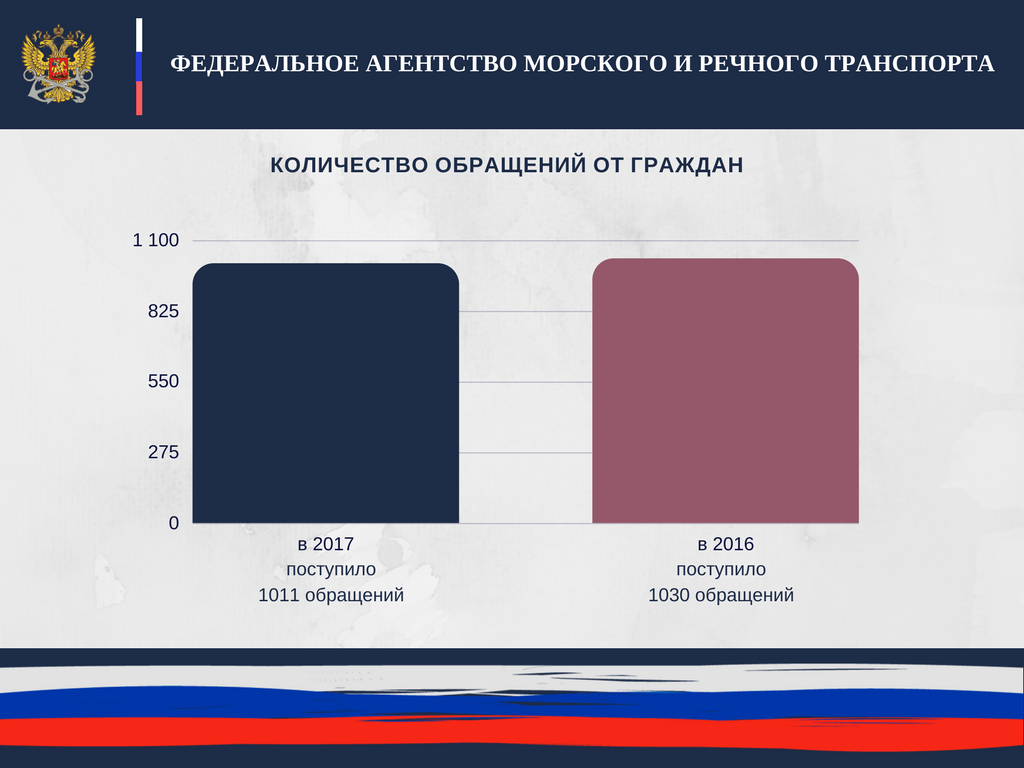 ФЕДЕРАЛЬНОЕ АГЕНТСТВО МОРСКОГО И РЕЧНОГО ТРАНСПОРТА
КОЛИЧЕСТВО ОБРАЩЕНИЙ ОТ ГРАЖДАН
1 100
825
550
275
0
в 2017
поступило
1011 обращений
в 2016
поступило
1030 обращений